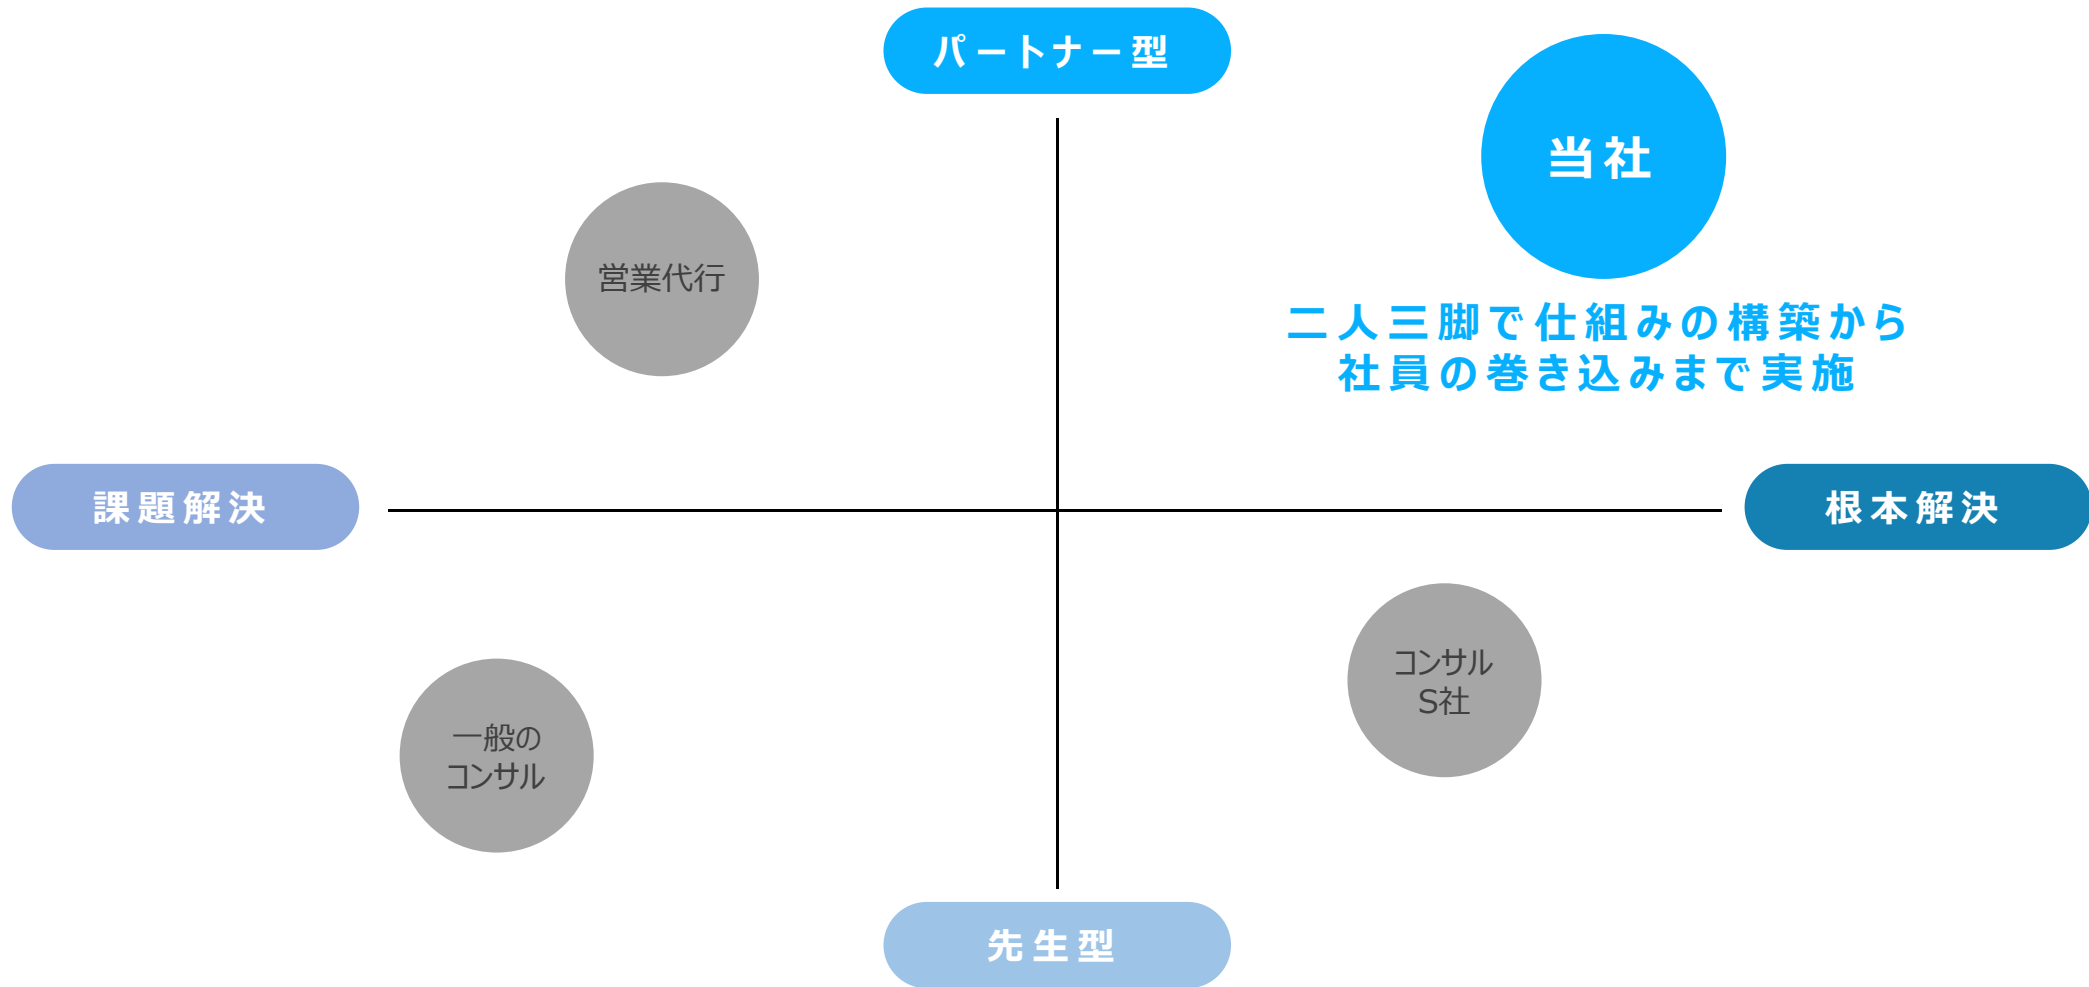 パートナー型
当社
営業代行
二人三脚で仕組みの構築から
社員の巻き込みまで実施
課題解決
根本解決
コンサル
S社
一般の
コンサル
先生型